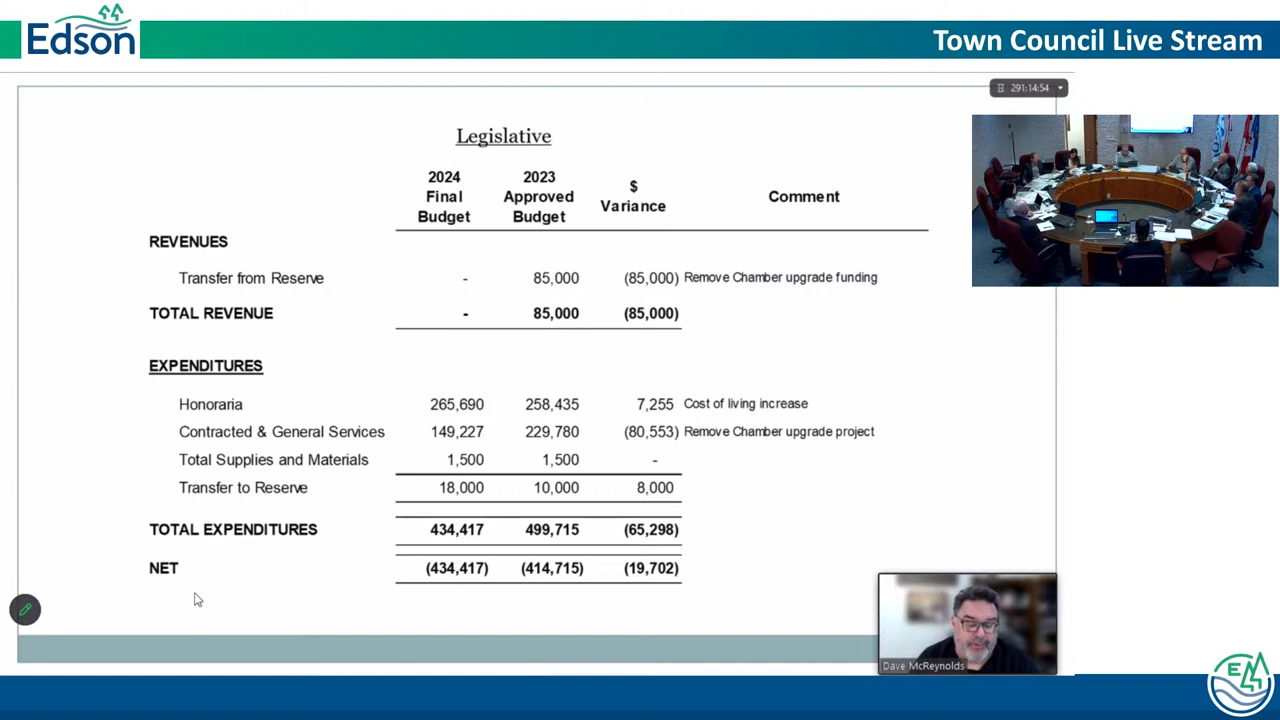 Edson
Town Council Live Stream
291:14:54
Legislative
2024 Final Budget
2023 Approved Budget
$ Variance
Comment
REVENUES
Transfer from Reserve - 85,000 (85,000) Remove Chamber upgrade funding
TOTAL REVENUE - 85,000 (85,000)
EXPENDITURES
Honoraria 265,690 258,435 7,255 Cost of living increase
Contracted & General Services 149,227 229,780 (80,553) Remove Chamber upgrade project
Total Supplies and Materials 1,500 1,500 -
Transfer to Reserve 18,000 10,000 8,000
TOTAL EXPENDITURES 434,417 499,715 (65,298)
NET (434,417) (414,715) (19,702)
Dave McReynolds